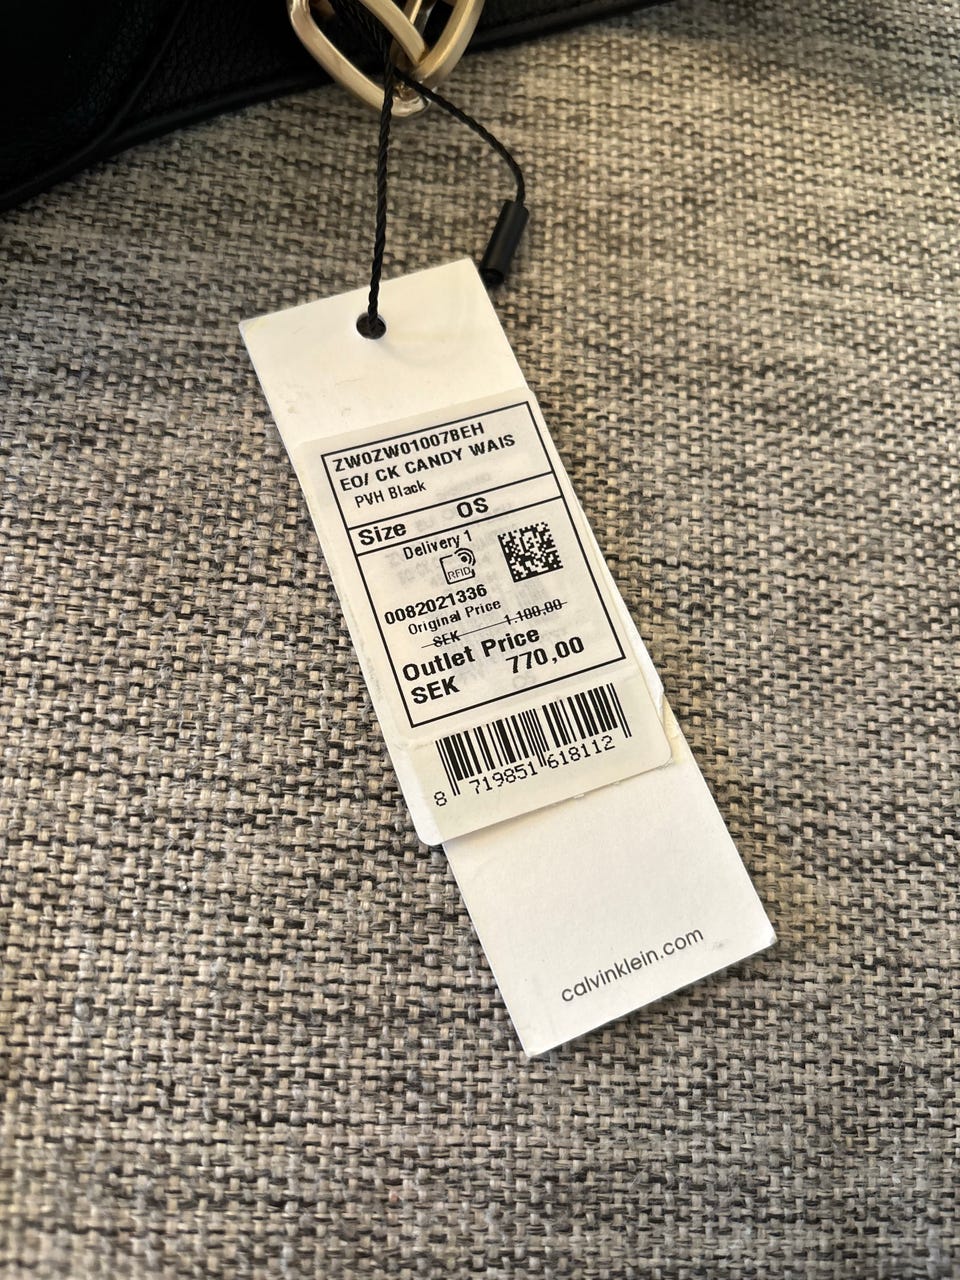 ZW0ZW01007BEH
EO/ CK CANDY WAIS
PVH Black
Size OS
Delivery 1
RFID
0082021336
Original Price
SEK 1.100,00
Outlet Price
SEK 770,00
8 719851 618112
calvinklein.com